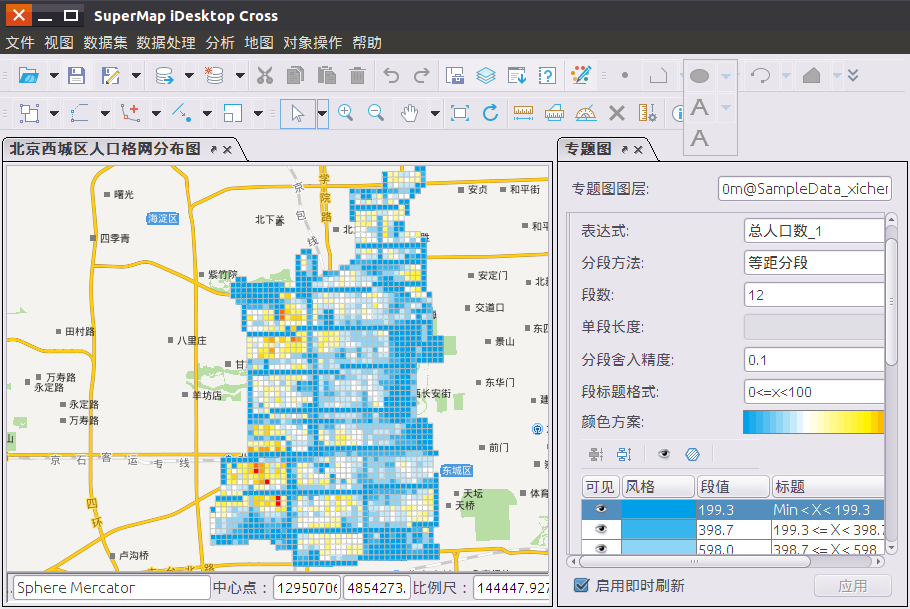 SuperMap iDesktop Cross
文件 视图 数据集 数据处理 分析 地图 对象操作 帮助
A
A
北京西城区人口格网分布图
专题图
专题图图层:
0m@SampleData_xicher
表达式:
总人口数_1
分段方法:
等距分段
段数:
12
单段长度:
分段舍入精度:
0.1
段标题格式:
0<=x<100
颜色方案:
可见 风格 段值 标题
199.3 Min < X < 199.3
398.7 199.3 <= X < 398.7
598.0 398.7 <= X < 598
启用即时刷新
应用
曙光
海淀区
四季青
紫竹院
田村路
八里庄
甘
万寿路
永定路
羊坊店
永定路
万寿路
山
京石客运专线
四环
卢沟桥
学院路
京包线
北
安贞
和平街
和平
安定门
和
交通口
东四
景山
东华门
西长安街
建
前门
东城区
天坛
天桥
体育
Sphere Mercator
中心点：
12950706
4854273.
比例尺：
144447.927